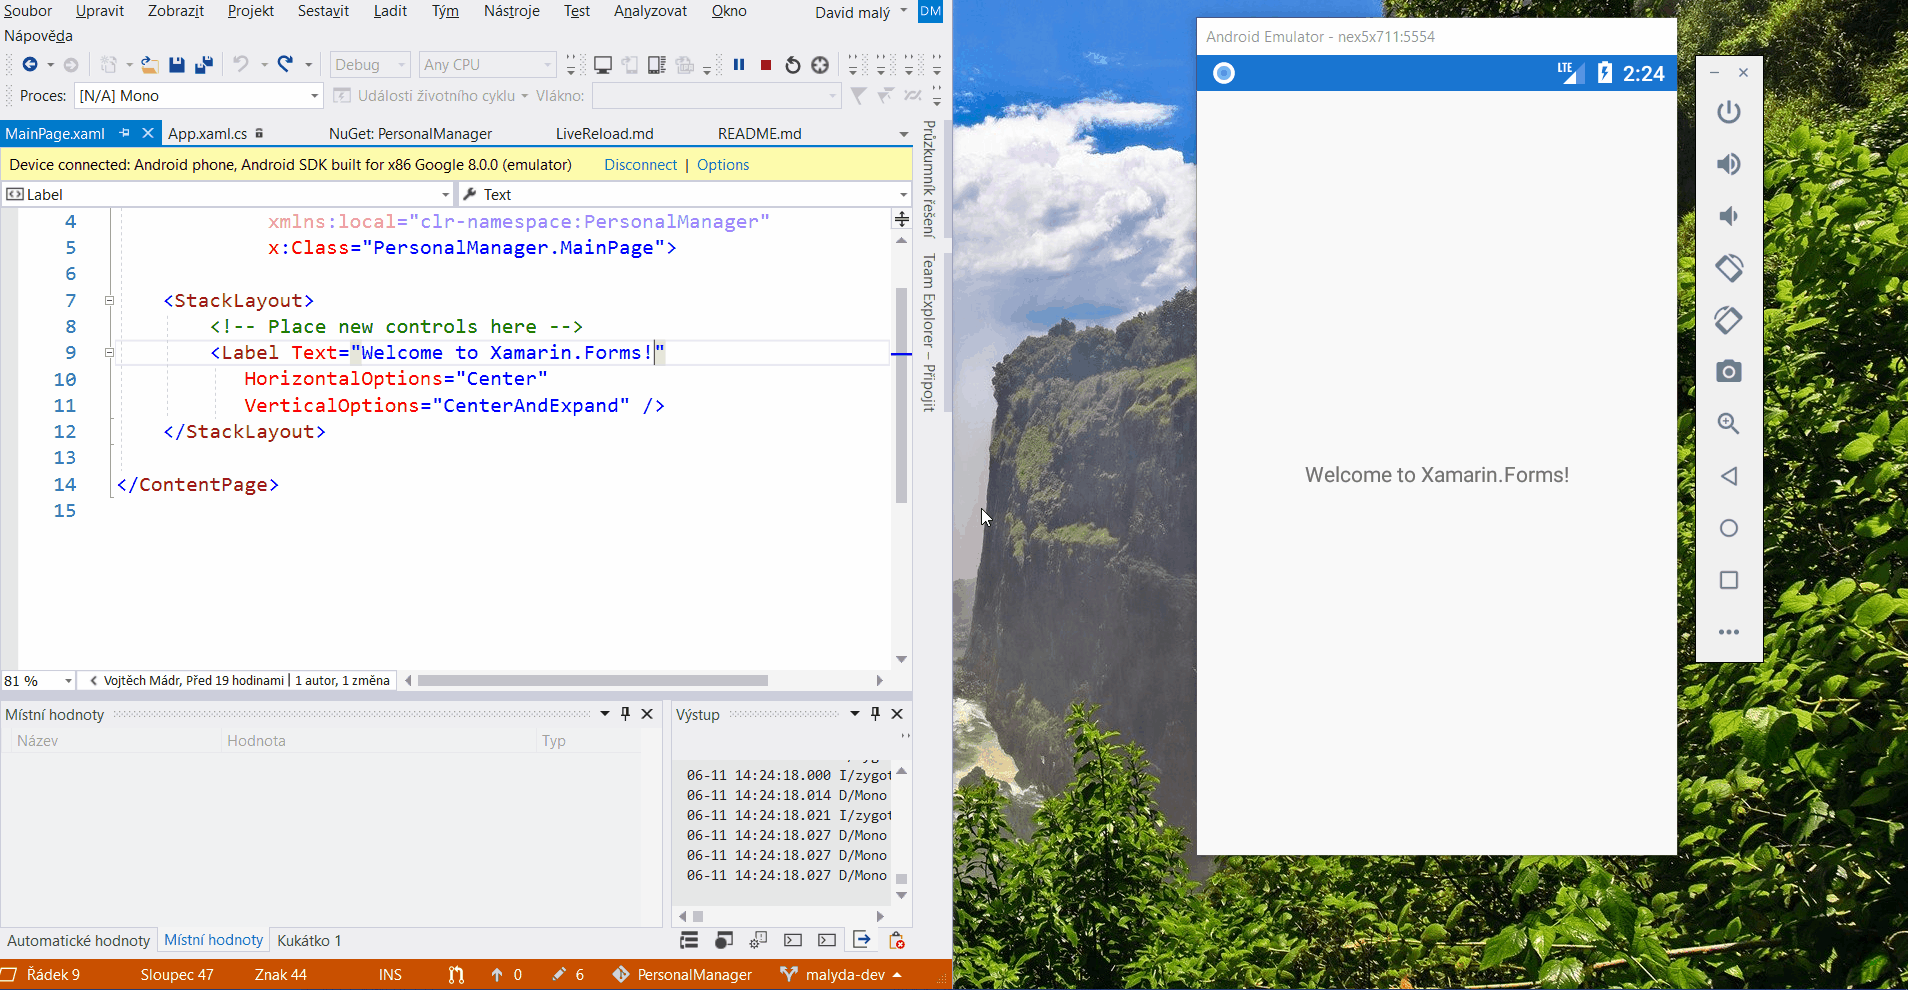 Soubor Upravit Zobrazit Projekt Sestavit Ladit Tým Nástroje Test Analyzovat Okno David malý DM
Nápověda
Debug Any CPU
Proces: [N/A] Mono Události životního cyklu Vlákno:
MainPage.xaml App.xaml.cs NuGet: PersonalManager LiveReload.md README.md
Device connected: Android phone, Android SDK built for x86 Google 8.0.0 (emulator) Disconnect | Options
Label Text
4 xmlns:local="clr-namespace:PersonalManager"
5 x:Class="PersonalManager.MainPage">
6
7 <StackLayout>
8 <!-- Place new controls here -->
9 <Label Text="Welcome to Xamarin.Forms!"
10 HorizontalOptions="Center"
11 VerticalOptions="CenterAndExpand" />
12 </StackLayout>
13
14 </ContentPage>
15
81 % Vojtěch Mádr, Před 19 hodinami | 1 autor, 1 změna
Průzkumník řešení
Team Explorer – Připojit
Místní hodnoty
Název Hodnota Typ
Automatické hodnoty Místní hodnoty Kukátko 1
Výstup
06-11 14:24:18.000 I/zygot
06-11 14:24:18.014 D/Mono
06-11 14:24:18.021 I/zygot
06-11 14:24:18.027 D/Mono
06-11 14:24:18.027 D/Mono
06-11 14:24:18.027 D/Mono
Řádek 9 Sloupec 47 Znak 44 INS 0 6 PersonalManager malyda-dev
Android Emulator - nex5x711:5554
LTE 2:24
Welcome to Xamarin.Forms!